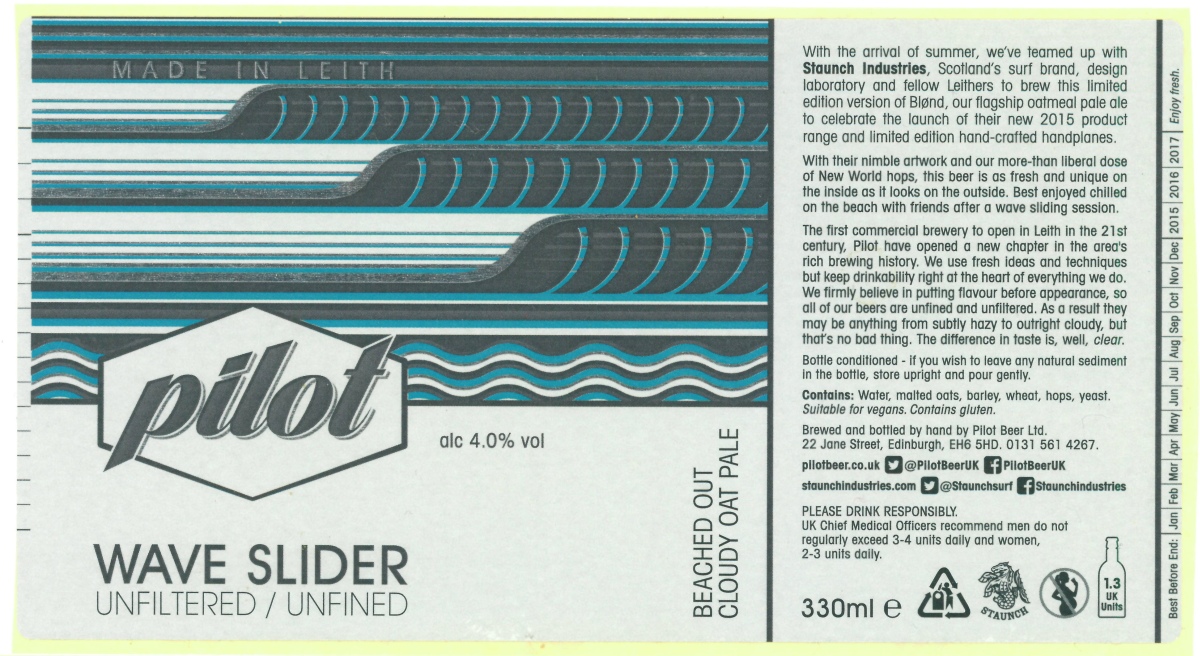 MADE IN LEITH
pilot
alc 4.0% vol
WAVE SLIDER
UNFILTERED / UNFINED
BEACHED OUT
CLOUDY OAT PALE
With the arrival of summer, we've teamed up with
Staunch Industries, Scotland's surf brand, design
laboratory and fellow Leithers to brew this limited
edition version of Blønd, our flagship oatmeal pale ale
to celebrate the launch of their new 2015 product
range and limited edition hand-crafted handplanes.
With their nimble artwork and our more-than liberal dose
of New World hops, this beer is as fresh and unique on
the inside as it looks on the outside. Best enjoyed chilled
on the beach with friends after a wave sliding session.
The first commercial brewery to open in Leith in the 21st
century, Pilot have opened a new chapter in the area's
rich brewing history. We use fresh ideas and techniques
but keep drinkability right at the heart of everything we do.
We firmly believe in putting flavour before appearance, so
all of our beers are unfined and unfiltered. As a result they
may be anything from subtly hazy to outright cloudy, but
that's no bad thing. The difference in taste is, well, clear.
Bottle conditioned - if you wish to leave any natural sediment
in the bottle, store upright and pour gently.
Contains: Water, malted oats, barley, wheat, hops, yeast.
Suitable for vegans. Contains gluten.
Brewed and bottled by hand by Pilot Beer Ltd.
22 Jane Street, Edinburgh, EH6 5HD. 0131 561 4267.
pilotbeer.co.uk @PilotBeerUK PilotBeerUK
staunchindustries.com @Staunchsurf Staunchindustries
PLEASE DRINK RESPONSIBLY.
UK Chief Medical Officers recommend men do not
regularly exceed 3-4 units daily and women,
2-3 units daily.
330ml e
STAUNCH
1.3
UK
Units
Best Before End: | Jan | Feb | Mar | Apr | May | Jun | Jul | Aug | Sep | Oct | Nov | Dec | 2015 | 2016 | 2017 | Enjoy fresh.